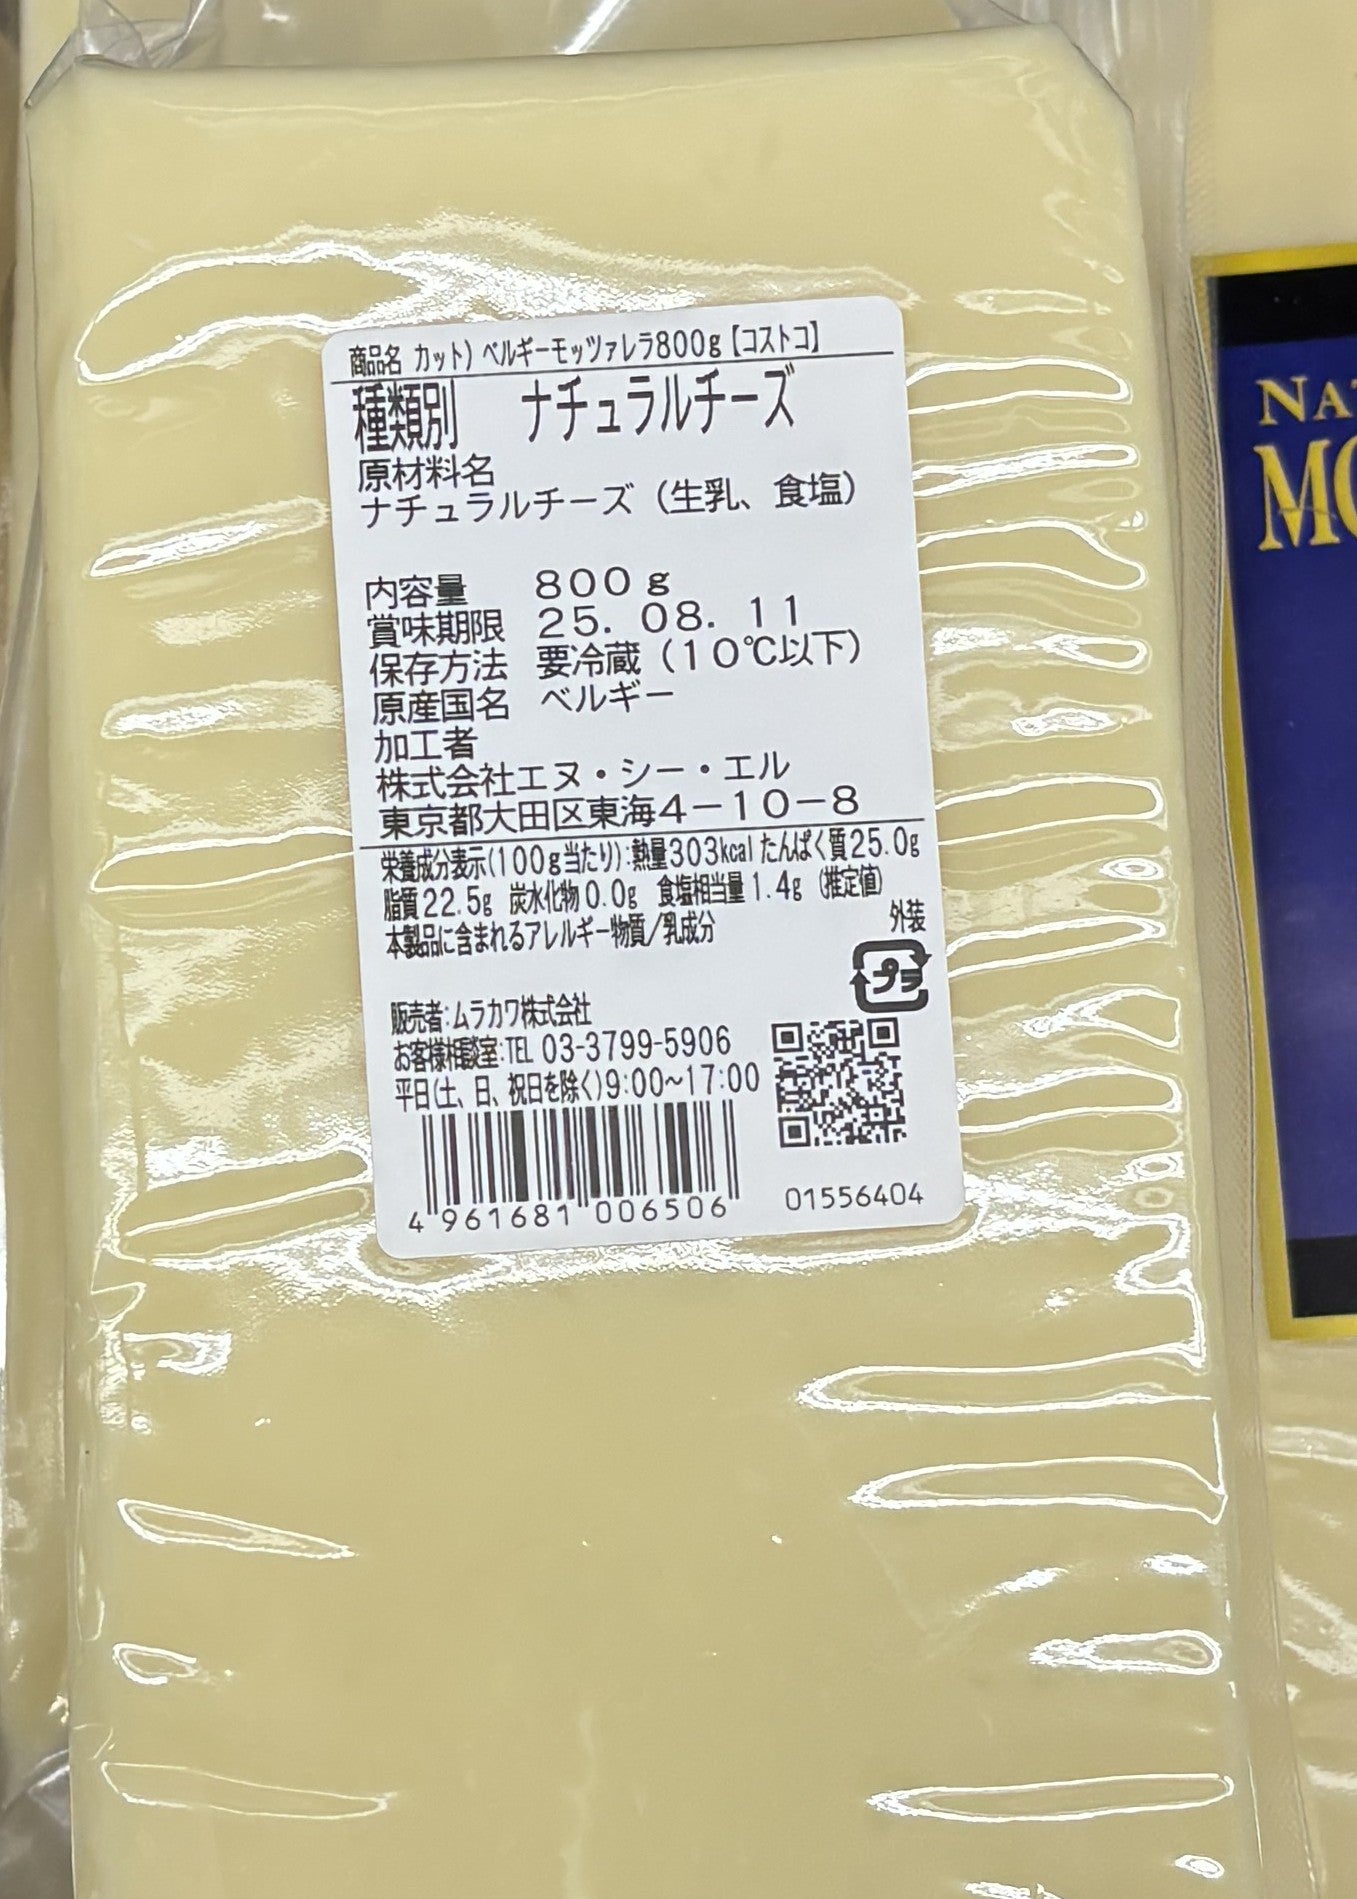 商品名 カット) ベルギーモッツァレラ800g【コストコ】
種類別 ナチュラルチーズ
原材料名
ナチュラルチーズ（生乳、食塩）
内容量 ８００ｇ
賞味期限 ２５．０８．１１
保存方法 要冷蔵（１０℃以下）
原産国名 ベルギー
加工者
株式会社エヌ・シー・エル
東京都大田区東海４－１０－８
栄養成分表示(100g当たり):熱量303kcal たんぱく質25.0g
脂質22.5g 炭水化物0.0g 食塩相当量1.4g (推定値)
本製品に含まれるアレルギー物質/乳成分
外装
プラ
販売者:ムラカワ株式会社
お客様相談室:TEL 03-3799-5906
平日(土、日、祝日を除く)9:00~17:00
4 961681 006506
01556404
NA
MO